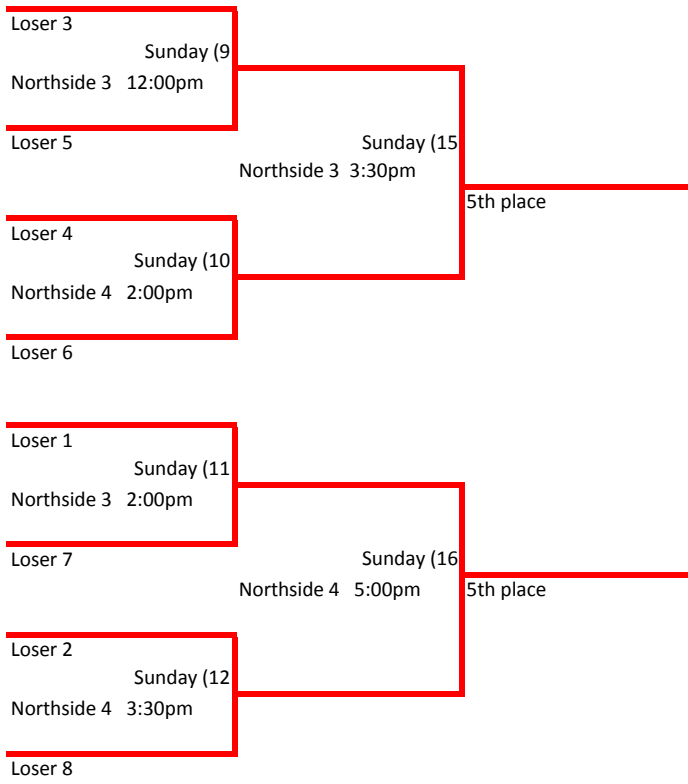 Loser 3
Sunday (9
Northside 3 12:00pm
Loser 5
Sunday (15
Northside 3 3:30pm
5th place
Loser 4
Sunday (10
Northside 4 2:00pm
Loser 6
Loser 1
Sunday (11
Northside 3 2:00pm
Loser 7
Sunday (16
Northside 4 5:00pm
5th place
Loser 2
Sunday (12
Northside 4 3:30pm
Loser 8